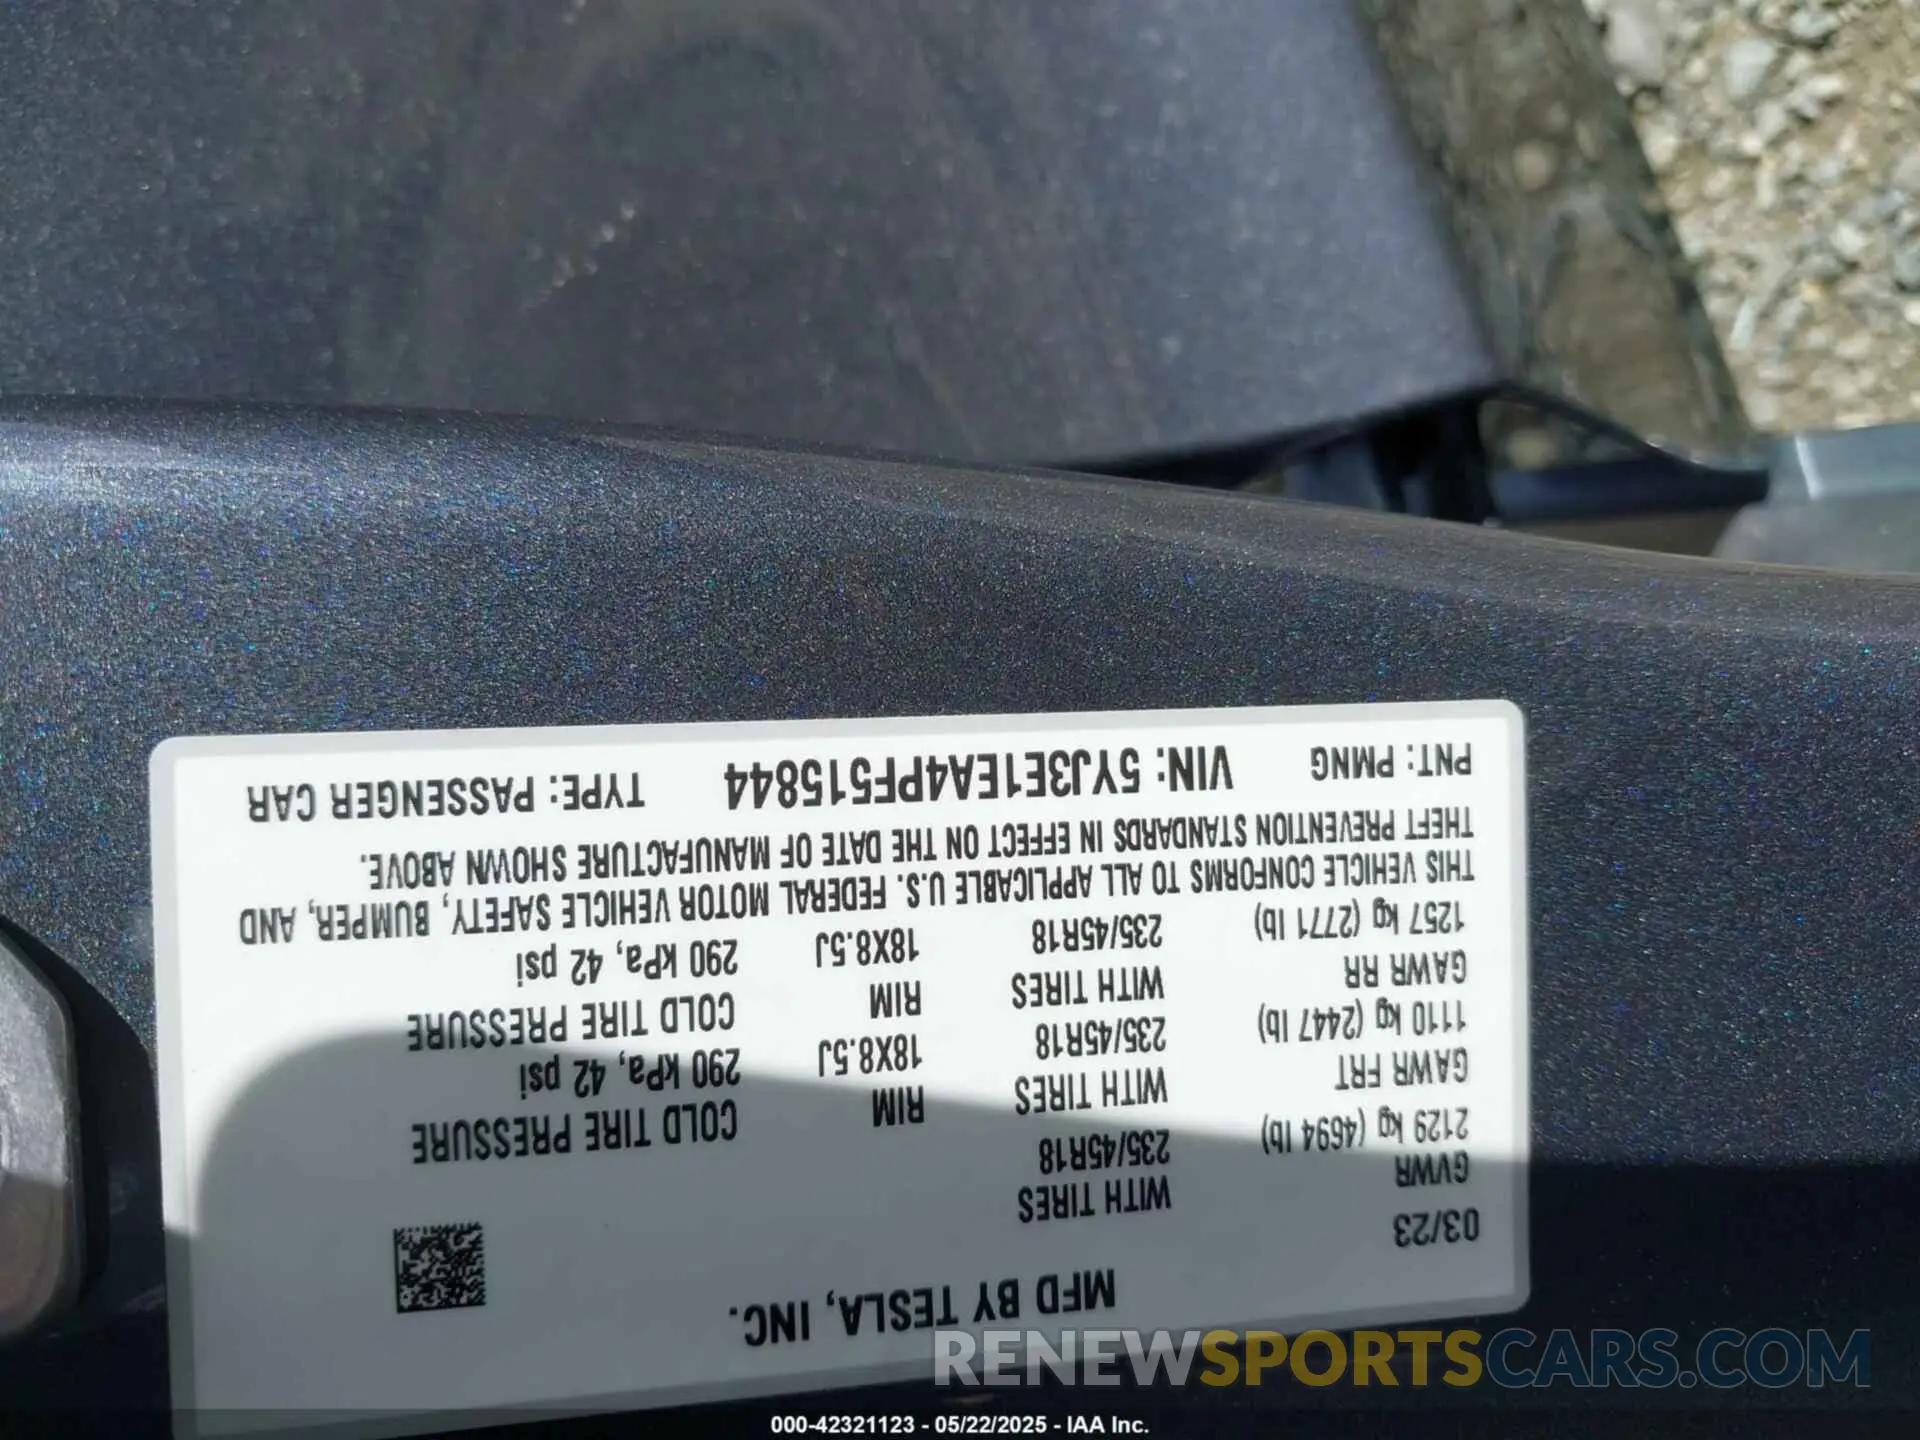 MFD BY TESLA, INC.
03/23
GVWR
2129 kg (4694 lb)
WITH TIRES
235/45R18
GAWR FRT
1110 kg (2447 lb)
WITH TIRES
235/45R18
RIM
18X8.5J
COLD TIRE PRESSURE
290 kPa, 42 psi
GAWR RR
1257 kg (2771 lb)
WITH TIRES
235/45R18
RIM
18X8.5J
COLD TIRE PRESSURE
290 kPa, 42 psi
THIS VEHICLE CONFORMS TO ALL APPLICABLE U.S. FEDERAL MOTOR VEHICLE SAFETY, BUMPER, AND
THEFT PREVENTION STANDARDS IN EFFECT ON THE DATE OF MANUFACTURE SHOWN ABOVE.
PNT: PMNG VIN: 5YJ3E1EA4PF515844 TYPE: PASSENGER CAR
RENEWSPORTSCARS.COM
000-42321123 - 05/22/2025 - IAA Inc.